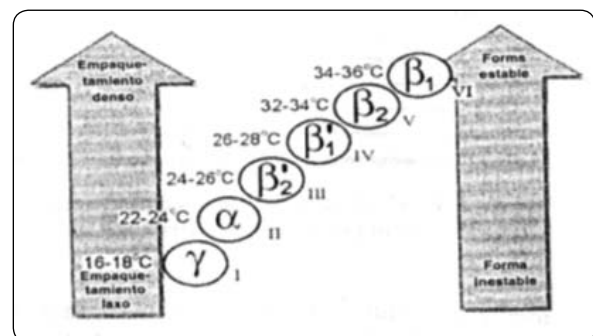 Empaque-
tamiento
denso
Forma
estable
34-36°C β1 VI
32-34°C β2 V
26-28°C β'1 IV
24-26°C β'2 III
22-24°C α II
16-18°C γ I
Empaque-
tamiento
laxo
Forma
inestable